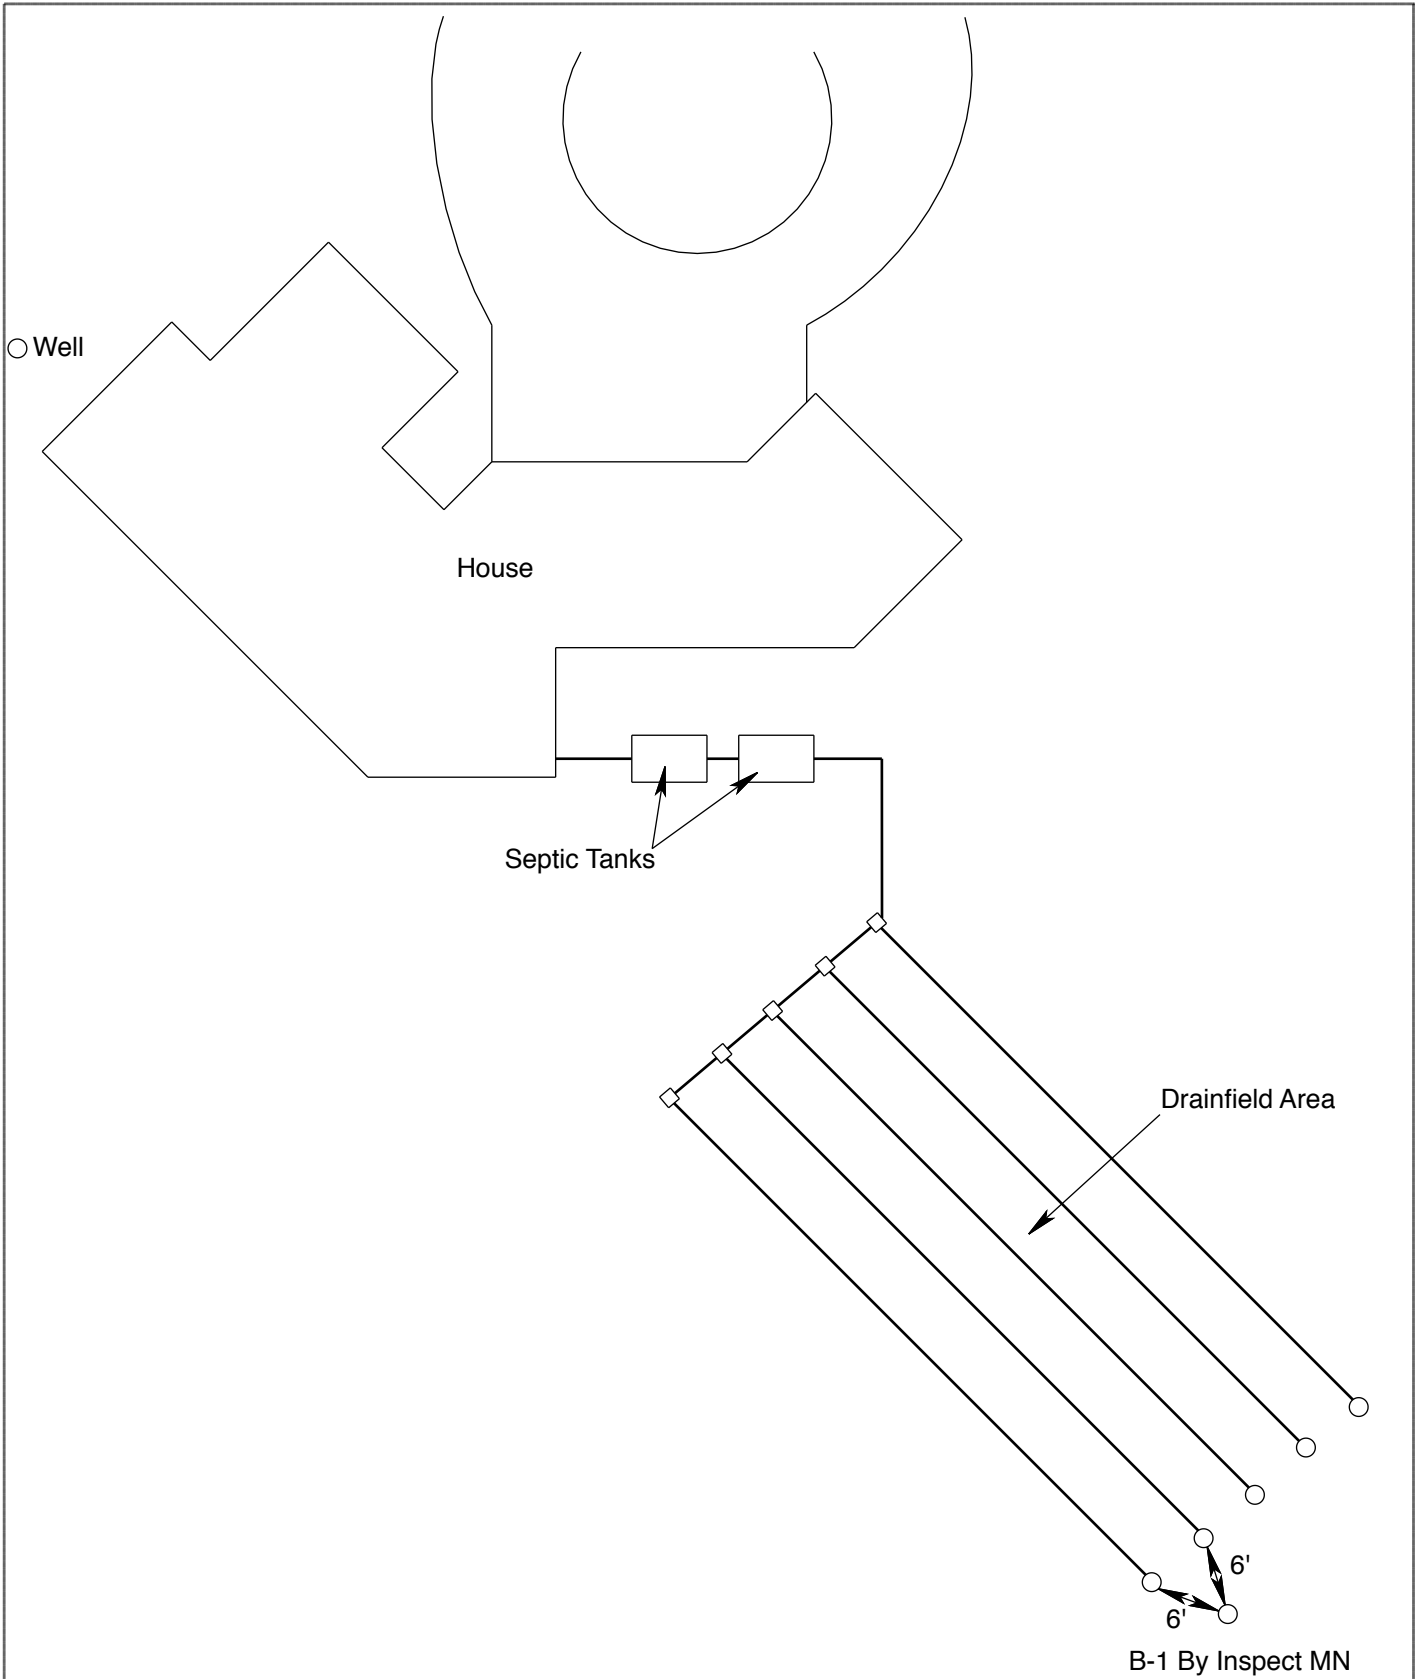 Well
House
Septic Tanks
Drainfield Area
6'
6'
B-1 By Inspect MN